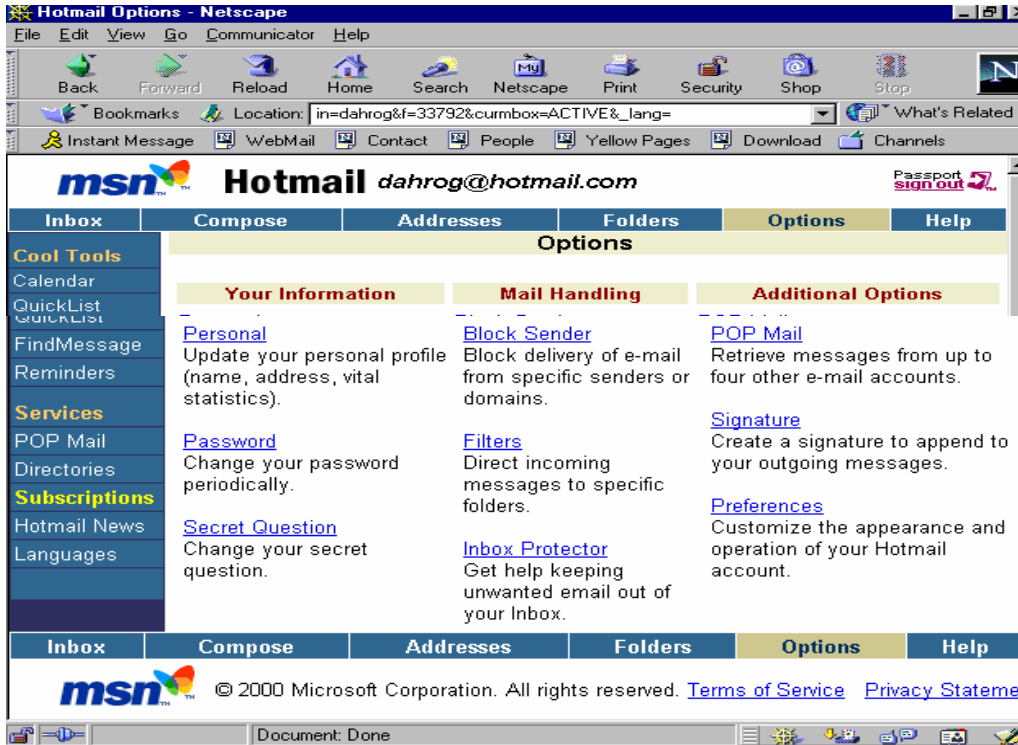 Hotmail Options - Netscape
File Edit View Go Communicator Help
Back Forward Reload Home Search Netscape Print Security Shop Stop
Bookmarks Location: in=dahrog&f=33792&curmbox=ACTIVE&_lang= What's Related
Instant Message WebMail Contact People Yellow Pages Download Channels
msn Hotmail dahrog@hotmail.com Passport sign out
Inbox Compose Addresses Folders Options Help
Options
Cool Tools
Calendar
QuickList
QuickList
FindMessage
Reminders
Services
POP Mail
Directories
Subscriptions
Hotmail News
Languages
Your Information
Personal
Update your personal profile
(name, address, vital
statistics).
Password
Change your password
periodically.
Secret Question
Change your secret
question.
Mail Handling
Block Sender
Block delivery of e-mail
from specific senders or
domains.
Filters
Direct incoming
messages to specific
folders.
Inbox Protector
Get help keeping
unwanted email out of
your Inbox.
Additional Options
POP Mail
Retrieve messages from up to
four other e-mail accounts.
Signature
Create a signature to append to
your outgoing messages.
Preferences
Customize the appearance and
operation of your Hotmail
account.
Inbox Compose Addresses Folders Options Help
msn © 2000 Microsoft Corporation. All rights reserved. Terms of Service Privacy Stateme
Document: Done